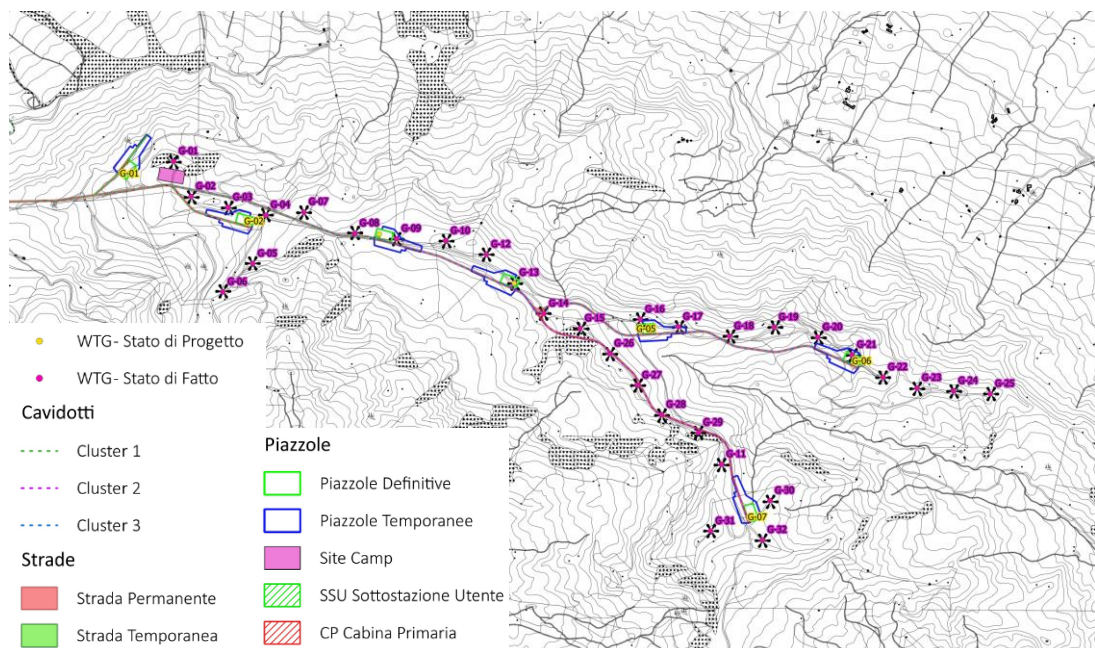 G-01
G-01
G-02
G-03
G-04
G-07
G-02
G-08
G-09
G-10
G-12
G-05
G-06
G-13
G-14
G-15
G-16
G-17
G-05
G-18
G-19
G-20
G-21
G-06
G-22
G-23
G-24
G-25
G-26
G-27
G-28
G-29
G-11
G-30
G-07
G-31
G-32
WTG- Stato di Progetto
WTG- Stato di Fatto
Cavidotti
Cluster 1
Cluster 2
Cluster 3
Strade
Strada Permanente
Strada Temporanea
Piazzole
Piazzole Definitive
Piazzole Temporanee
Site Camp
SSU Sottostazione Utente
CP Cabina Primaria